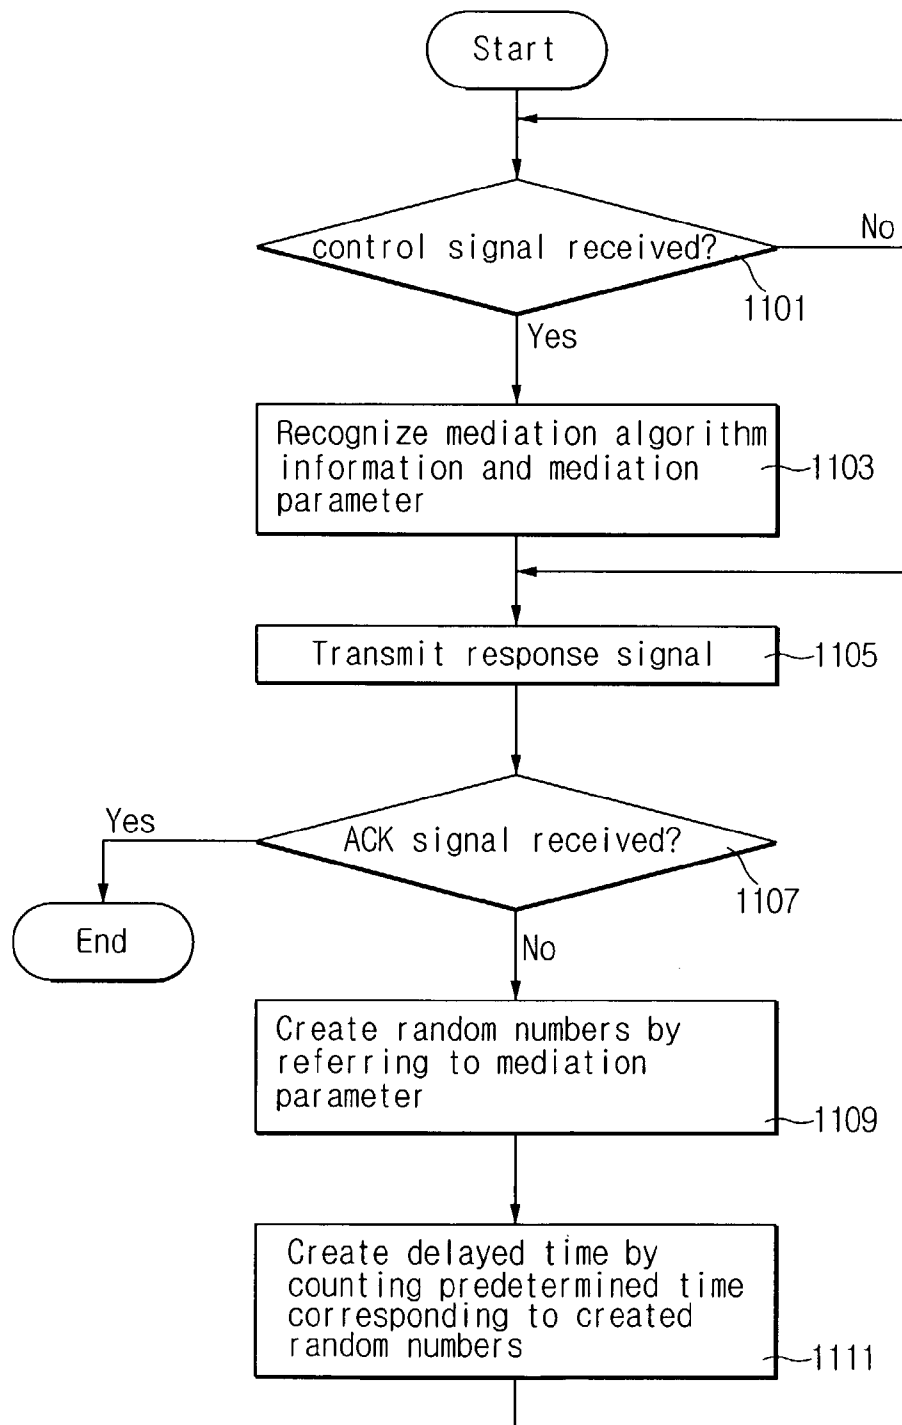 Start
control signal received?
No
1101
Yes
Recognize mediation algorithm
information and mediation
parameter
1103
Transmit response signal
1105
Yes
ACK signal received?
1107
End
No
Create random numbers by
referring to mediation
parameter
1109
Create delayed time by
counting predetermined time
corresponding to created
random numbers
1111